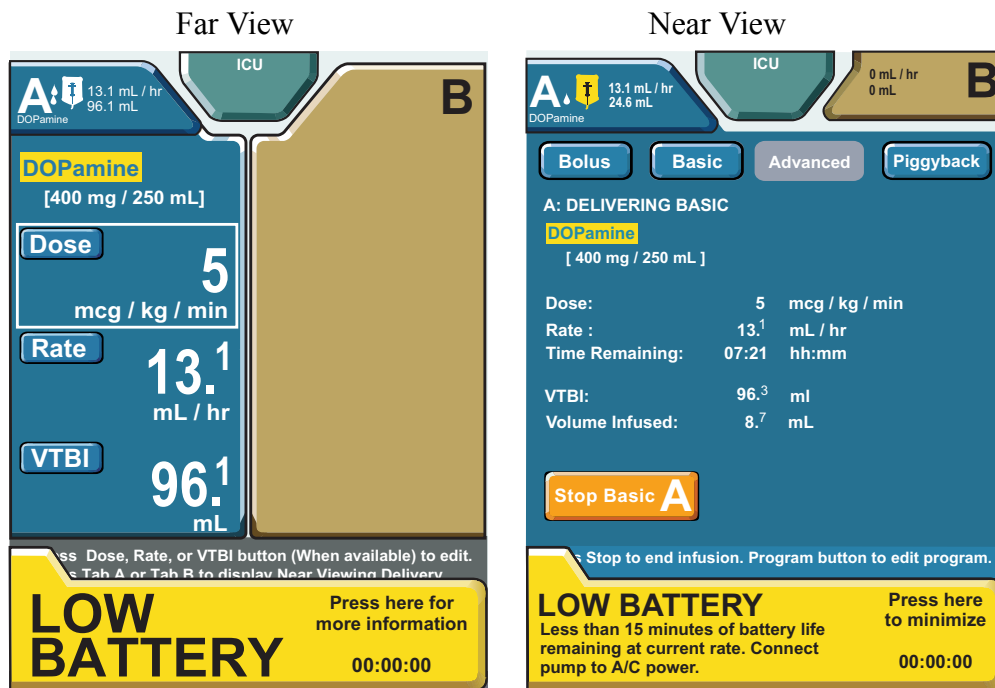 Far View
ICU
A
13.1 mL / hr
96.1 mL
DOPamine
B
DOPamine
[400 mg / 250 mL]
Dose
5
mcg / kg / min
Rate
13.1
mL / hr
VTBI
96.1
mL
ss Dose, Rate, or VTBI button (When available) to edit.
s Tab A or Tab B to display Near Viewing Delivery
LOW
BATTERY
Press here for
more information
00:00:00
Near View
ICU
A
13.1 mL / hr
24.6 mL
DOPamine
0 mL / hr
0 mL
B
Bolus Basic Advanced Piggyback
A: DELIVERING BASIC
DOPamine
[ 400 mg / 250 mL ]
Dose: 5 mcg / kg / min
Rate : 13.1 mL / hr
Time Remaining: 07:21 hh:mm
VTBI: 96.3 ml
Volume Infused: 8.7 mL
Stop Basic A
s Stop to end infusion. Program button to edit program.
LOW BATTERY
Less than 15 minutes of battery life
remaining at current rate. Connect
pump to A/C power.
Press here
to minimize
00:00:00